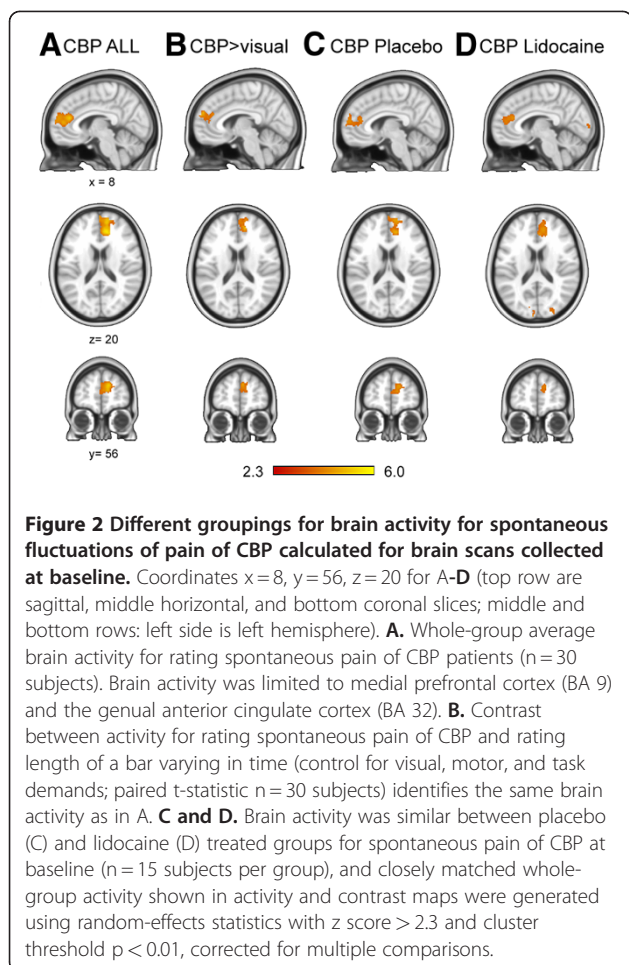 A CBP ALL B CBP>visual C CBP Placebo D CBP Lidocaine
x = 8
z= 20
y= 56
2.3 6.0
Figure 2 Different groupings for brain activity for spontaneous
fluctuations of pain of CBP calculated for brain scans collected
at baseline. Coordinates x = 8, y = 56, z = 20 for A-D (top row are
sagittal, middle horizontal, and bottom coronal slices; middle and
bottom rows: left side is left hemisphere). A. Whole-group average
brain activity for rating spontaneous pain of CBP patients (n = 30
subjects). Brain activity was limited to medial prefrontal cortex (BA 9)
and the genual anterior cingulate cortex (BA 32). B. Contrast
between activity for rating spontaneous pain of CBP and rating
length of a bar varying in time (control for visual, motor, and task
demands; paired t-statistic n = 30 subjects) identifies the same brain
activity as in A. C and D. Brain activity was similar between placebo
(C) and lidocaine (D) treated groups for spontaneous pain of CBP at
baseline (n = 15 subjects per group), and closely matched whole-
group activity shown in activity and contrast maps were generated
using random-effects statistics with z score > 2.3 and cluster
threshold p < 0.01, corrected for multiple comparisons.